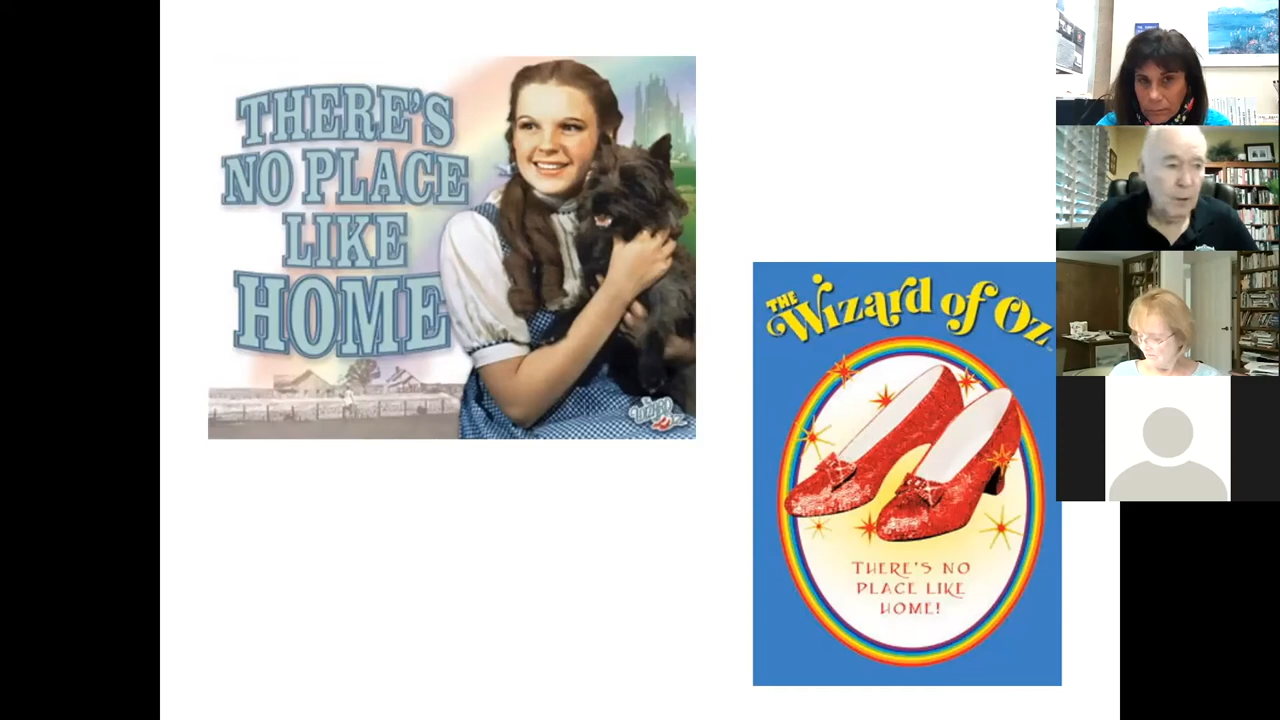 THERE'S
NO PLACE
LIKE
HOME
THE
Wizard of Oz
THERE'S NO
PLACE LIKE
HOME!